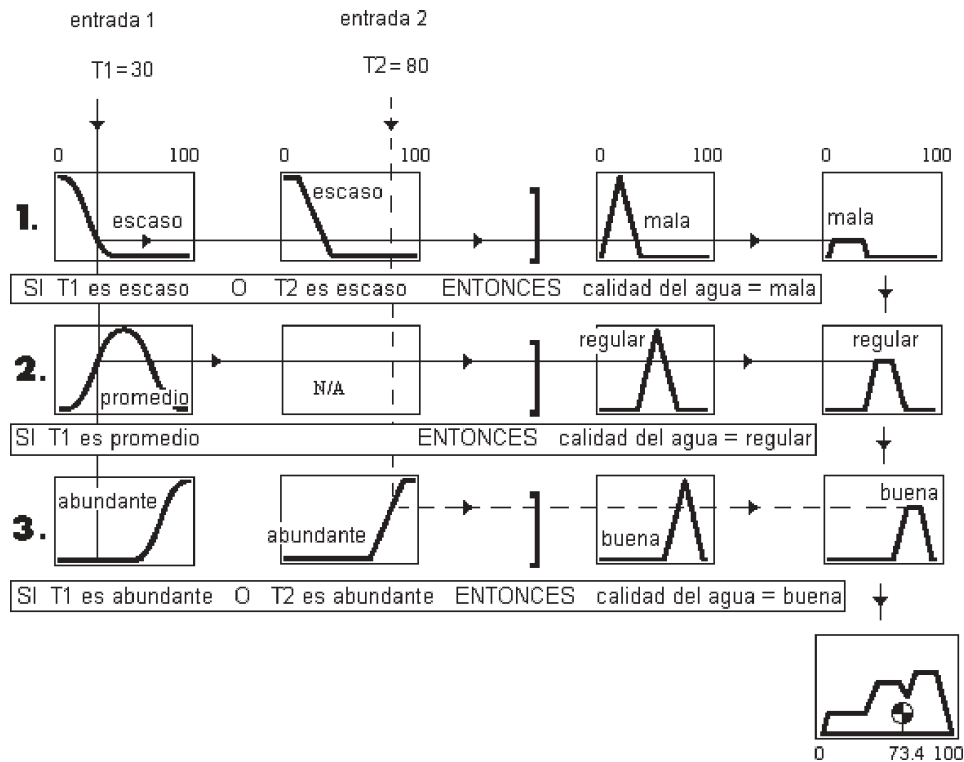 entrada 1 entrada 2
T1=30 T2=80
0 100 0 100 0 100 0 100
1. escaso escaso mala mala
SI T1 es escaso O T2 es escaso ENTONCES calidad del agua = mala
2. promedio N/A regular regular
SI T1 es promedio ENTONCES calidad del agua = regular
3. abundante abundante buena buena
SI T1 es abundante O T2 es abundante ENTONCES calidad del agua = buena
0 73.4 100